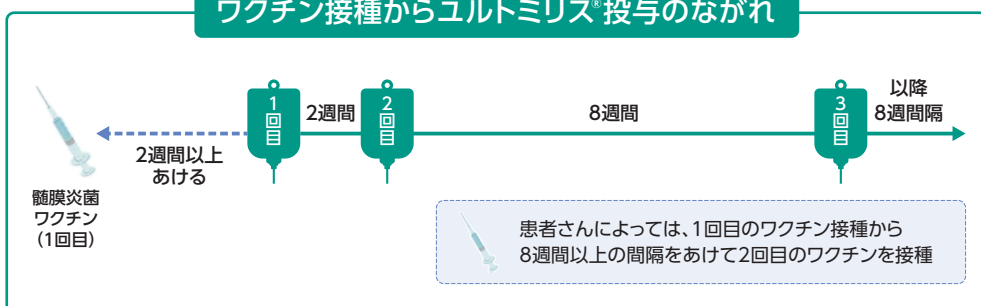 ワクチン接種からユルトミリス®投与のながれ
1回目
2週間
2回目
8週間
3回目
以降
8週間隔
2週間以上
あける
髄膜炎菌
ワクチン
(1回目)
患者さんによっては、1回目のワクチン接種から
8週間以上の間隔をあけて2回目のワクチンを接種